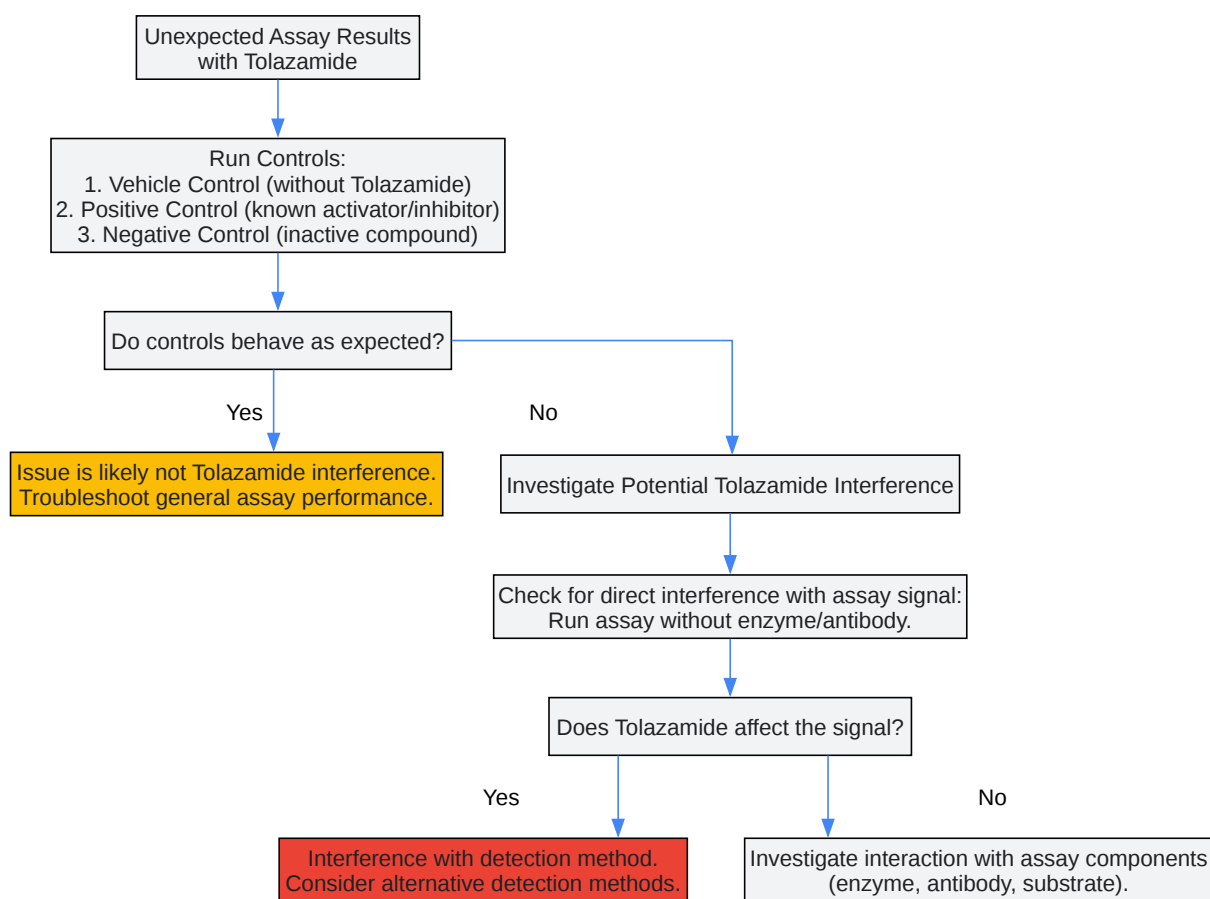 Unexpected Assay Results
with Tolazamide
Run Controls:
1. Vehicle Control (without Tolazamide)
2. Positive Control (known activator/inhibitor)
3. Negative Control (inactive compound)
Do controls behave as expected?
Yes
No
Issue is likely not Tolazamide interference.
Troubleshoot general assay performance.
Investigate Potential Tolazamide Interference
Check for direct interference with assay signal:
Run assay without enzyme/antibody.
Does Tolazamide affect the signal?
Yes
No
Interference with detection method.
Consider alternative detection methods.
Investigate interaction with assay components
(enzyme, antibody, substrate).